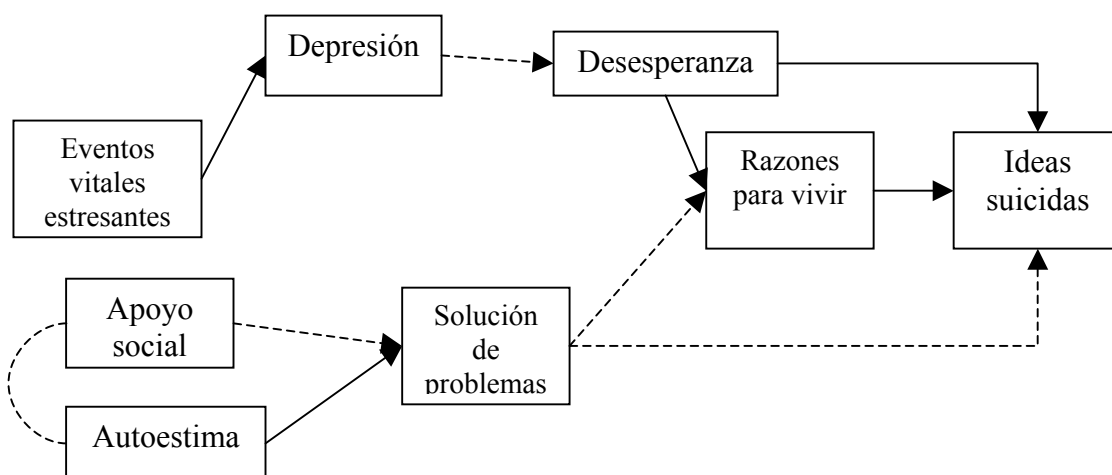 Depresión
Desesperanza
Eventos
vitales
estresantes
Razones
para vivir
Ideas
suicidas
Apoyo
social
Solución
de
problemas
Autoestima